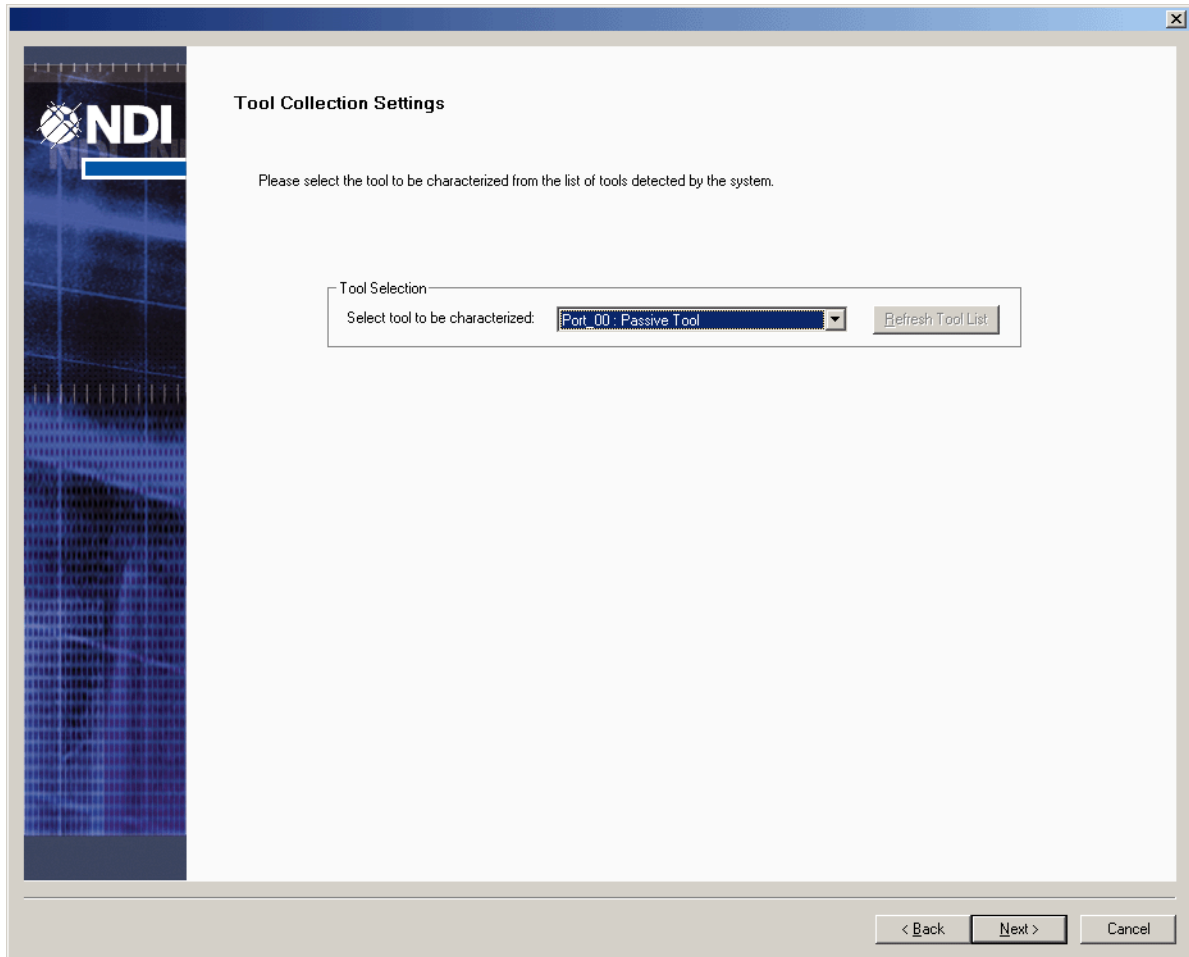 NDI
Tool Collection Settings
Please select the tool to be characterized from the list of tools detected by the system.
Tool Selection
Select tool to be characterized: Port_00 : Passive Tool Refresh Tool List
< Back Next > Cancel